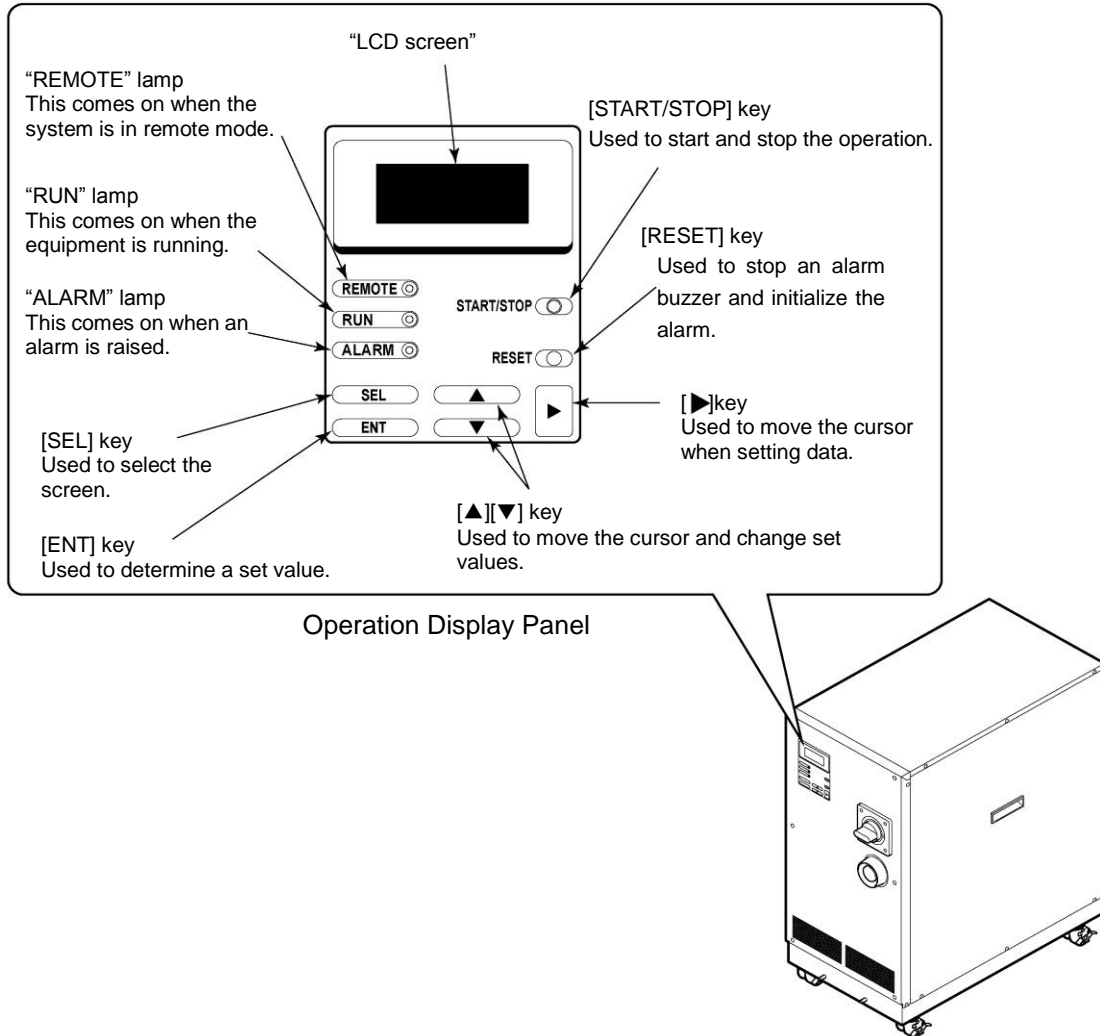 “LCD screen”
“REMOTE” lamp
This comes on when the
system is in remote mode.
[START/STOP] key
Used to start and stop the operation.
“RUN” lamp
This comes on when the
equipment is running.
[RESET] key
Used to stop an alarm
buzzer and initialize the
alarm.
“ALARM” lamp
This comes on when an
alarm is raised.
REMOTE
RUN
ALARM
START/STOP
RESET
SEL
▲
▶
ENT
▼
[▶]key
Used to move the cursor
when setting data.
[SEL] key
Used to select the
screen.
[▲][▼] key
Used to move the cursor and change set
values.
[ENT] key
Used to determine a set value.
Operation Display Panel